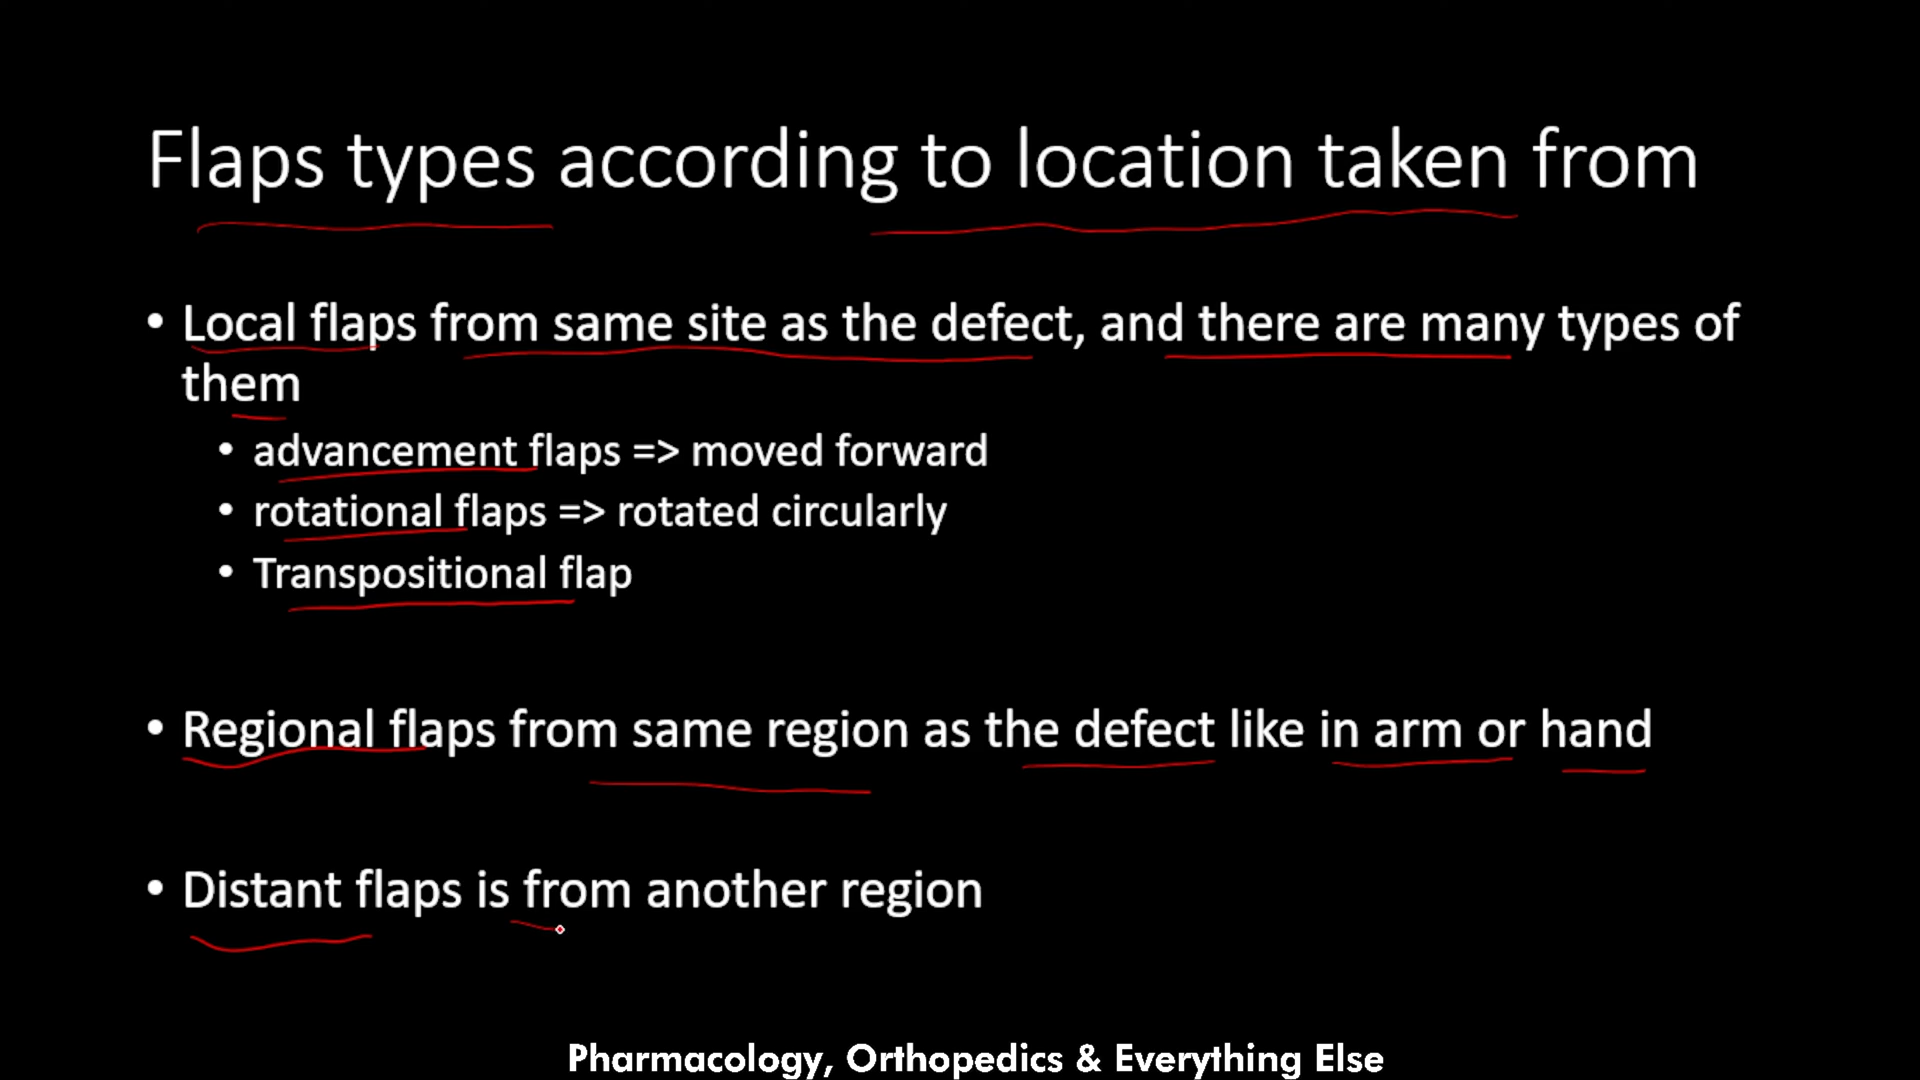 Flaps types according to location taken from
• Local flaps from same site as the defect, and there are many types of
them
• advancement flaps => moved forward
• rotational flaps => rotated circularly
• Transpositional flap
• Regional flaps from same region as the defect like in arm or hand
• Distant flaps is from another region
Pharmacology, Orthopedics & Everything Else